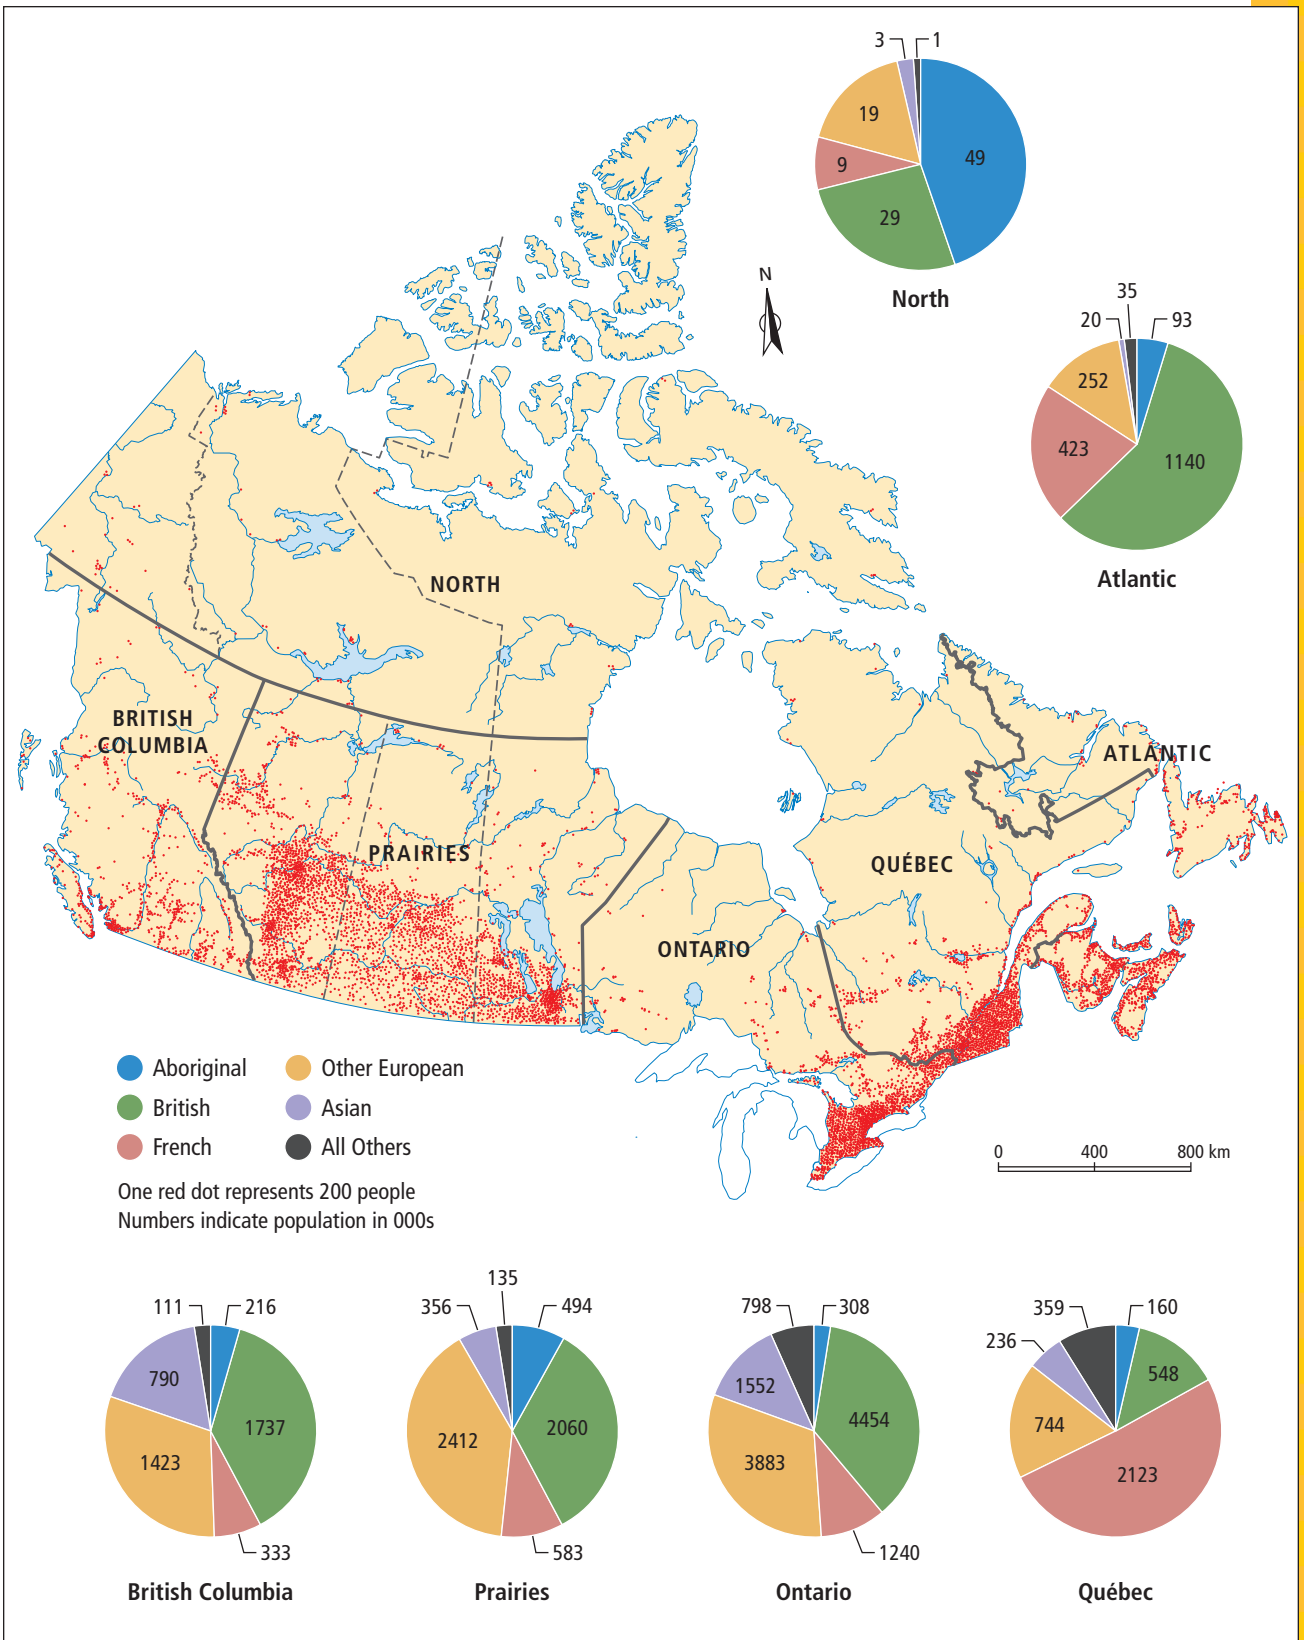 3
1
19
49
9
29
North
N
35
20
93
252
423
1140
Atlantic
NORTH
BRITISH
COLUMBIA
ATLANTIC
PRAIRIES
QUÉBEC
ONTARIO
Aboriginal
Other European
British
Asian
French
All Others
One red dot represents 200 people
Numbers indicate population in 000s
0 400 800 km
111
216
790
1737
1423
333
British Columbia
135
356
494
2412
2060
583
Prairies
798
308
1552
4454
3883
1240
Ontario
359
160
236
548
744
2123
Québec